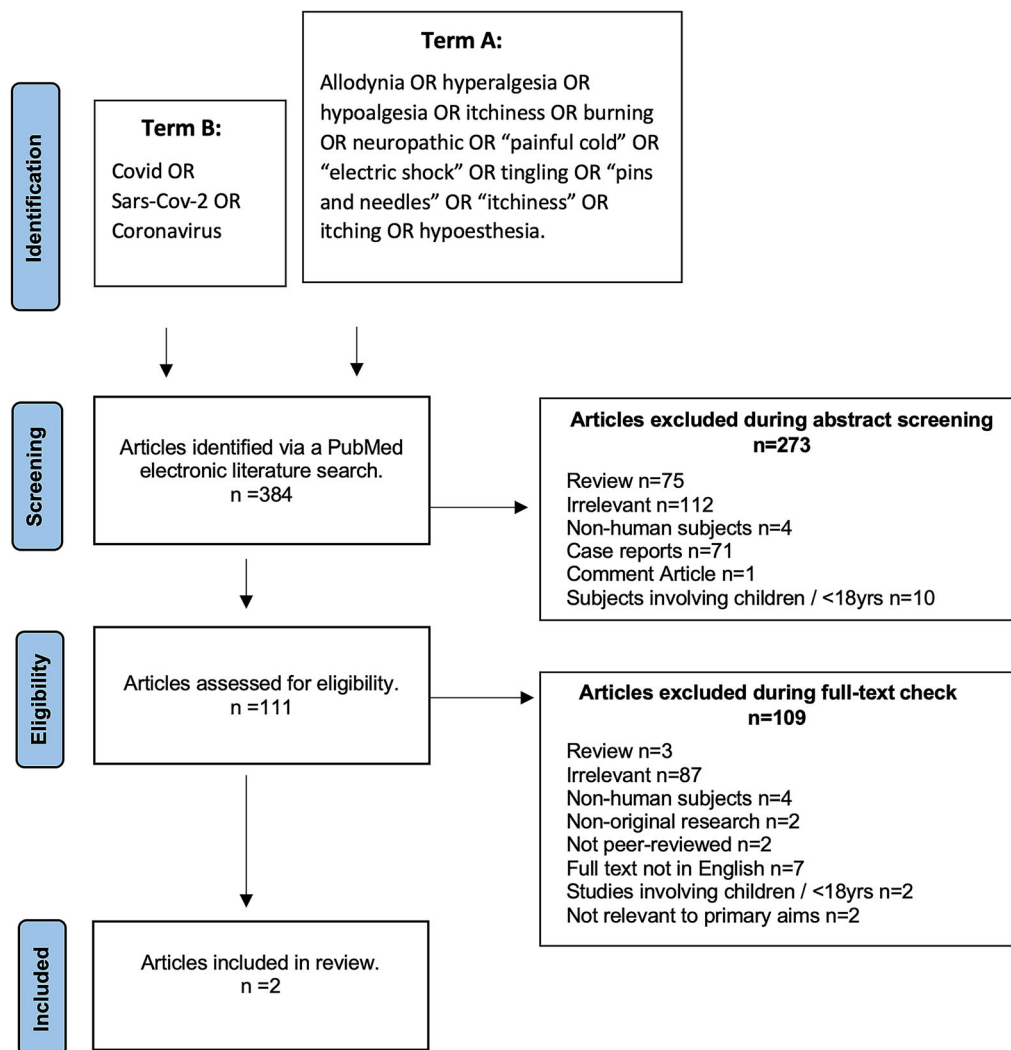 Identification
Term B:
Covid OR
Sars-Cov-2 OR
Coronavirus
Term A:
Allodynia OR hyperalgesia OR
hypoalgesia OR itchiness OR burning
OR neuropathic OR “painful cold” OR
“electric shock” OR tingling OR “pins
and needles” OR “itchiness” OR
itching OR hypoesthesia.
Screening
Articles identified via a PubMed
electronic literature search.
n =384
Articles excluded during abstract screening
n=273
Review n=75
Irrelevant n=112
Non-human subjects n=4
Case reports n=71
Comment Article n=1
Subjects involving children / <18yrs n=10
Eligibility
Articles assessed for eligibility.
n =111
Articles excluded during full-text check
n=109
Review n=3
Irrelevant n=87
Non-human subjects n=4
Non-original research n=2
Not peer-reviewed n=2
Full text not in English n=7
Studies involving children / <18yrs n=2
Not relevant to primary aims n=2
Included
Articles included in review.
n =2